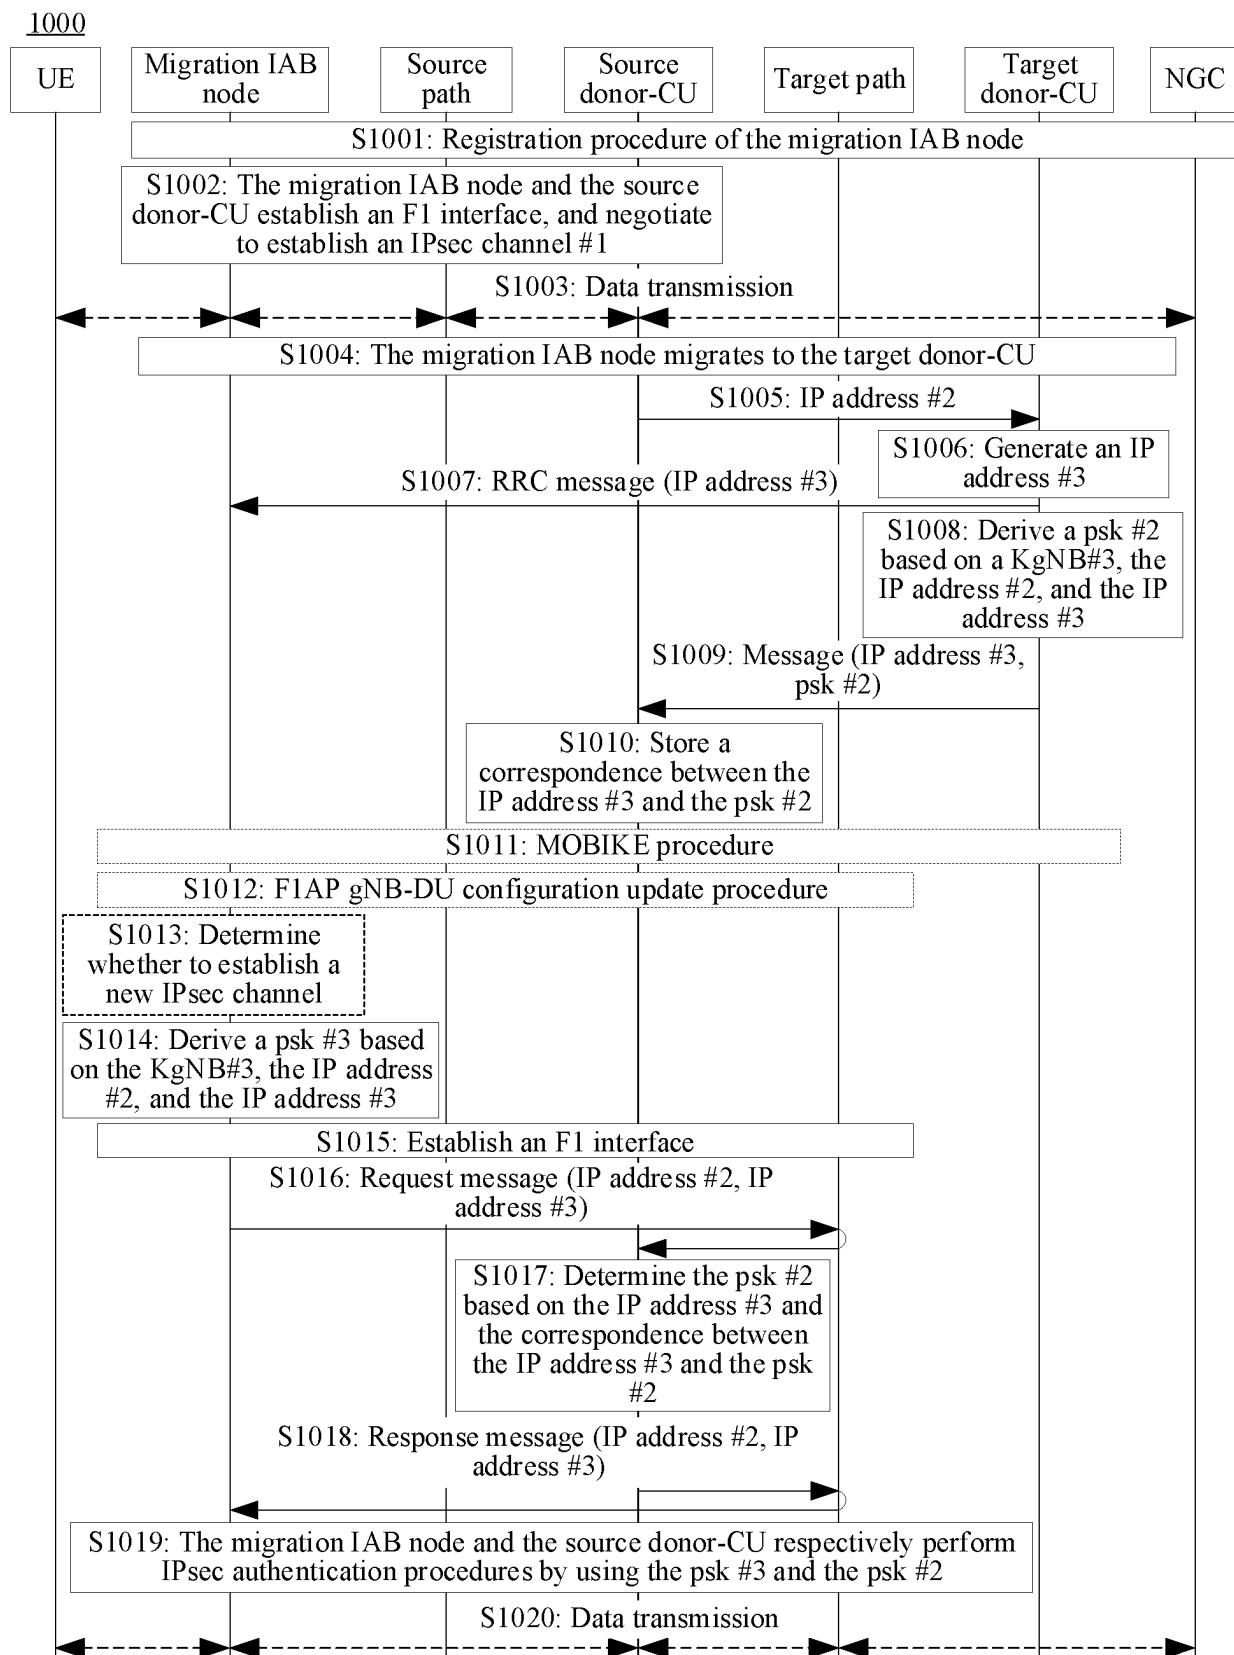 1000
UE
Migration IAB
node
Source
path
Source
donor-CU
Target path
Target
donor-CU
NGC
S1001: Registration procedure of the migration IAB node
S1002: The migration IAB node and the source
donor-CU establish an F1 interface, and negotiate
to establish an IPsec channel #1
S1003: Data transmission
S1004: The migration IAB node migrates to the target donor-CU
S1005: IP address #2
S1006: Generate an IP
address #3
S1007: RRC message (IP address #3)
S1008: Derive a psk #2
based on a KgNB#3, the
IP address #2, and the IP
address #3
S1009: Message (IP address #3,
psk #2)
S1010: Store a
correspondence between the
IP address #3 and the psk #2
S1011: MOBIKE procedure
S1012: F1AP gNB-DU configuration update procedure
S1013: Determine
whether to establish a
new IPsec channel
S1014: Derive a psk #3 based
on the KgNB#3, the IP address
#2, and the IP address #3
S1015: Establish an F1 interface
S1016: Request message (IP address #2, IP
address #3)
S1017: Determine the psk #2
based on the IP address #3 and
the correspondence between
the IP address #3 and the psk
#2
S1018: Response message (IP address #2, IP
address #3)
S1019: The migration IAB node and the source donor-CU respectively perform
IPsec authentication procedures by using the psk #3 and the psk #2
S1020: Data transmission